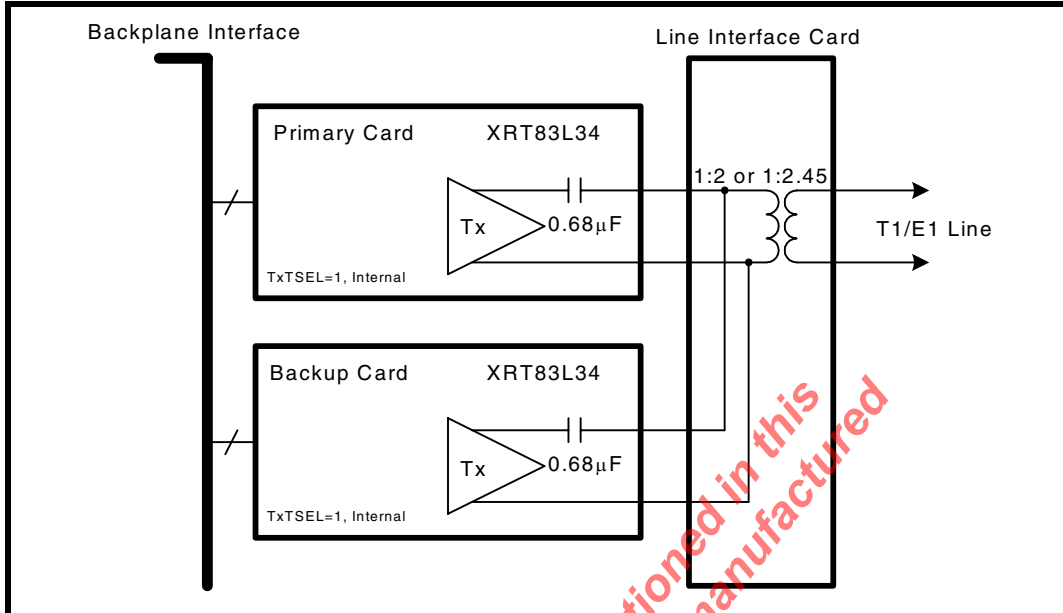 Backplane Interface
Line Interface Card
Primary Card XRT83L34
1:2 or 1:2.45
Tx
0.68μF
T1/E1 Line
TxTSEL=1, Internal
Backup Card XRT83L34
Tx
0.68μF
TxTSEL=1, Internal
tioned in this
manufactured